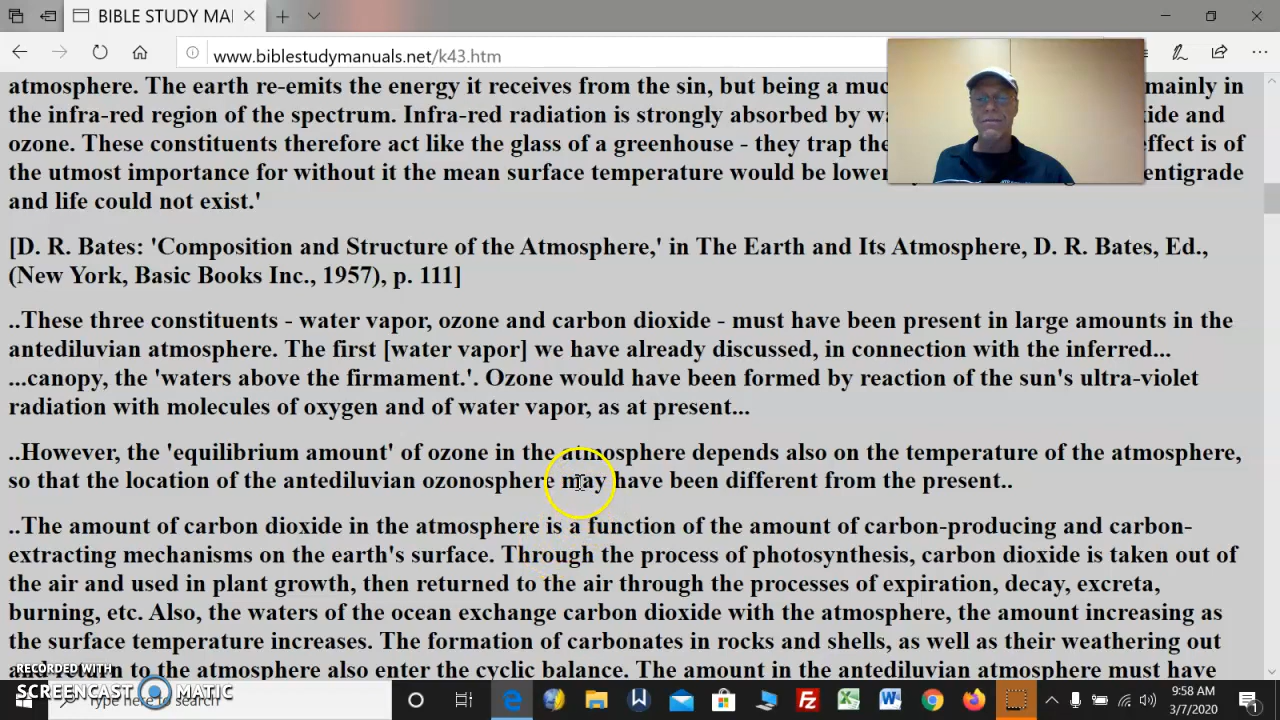 BIBLE STUDY MA
www.biblestudymanuals.net/k43.htm
atmosphere. The earth re-emits the energy it receives from the sin, but being a muc mainly in
the infra-red region of the spectrum. Infra-red radiation is strongly absorbed by wa ide and
ozone. These constituents therefore act like the glass of a greenhouse - they trap the effect is of
the utmost importance for without it the mean surface temperature would be lower entigrade
and life could not exist.'
[D. R. Bates: 'Composition and Structure of the Atmosphere,' in The Earth and Its Atmosphere, D. R. Bates, Ed.,
(New York, Basic Books Inc., 1957), p. 111]
..These three constituents - water vapor, ozone and carbon dioxide - must have been present in large amounts in the
antediluvian atmosphere. The first [water vapor] we have already discussed, in connection with the inferred...
...canopy, the 'waters above the firmament.'. Ozone would have been formed by reaction of the sun's ultra-violet
radiation with molecules of oxygen and of water vapor, as at present...
..However, the 'equilibrium amount' of ozone in the atmosphere depends also on the temperature of the atmosphere,
so that the location of the antediluvian ozonosphere may have been different from the present..
..The amount of carbon dioxide in the atmosphere is a function of the amount of carbon-producing and carbon-
extracting mechanisms on the earth's surface. Through the process of photosynthesis, carbon dioxide is taken out of
the air and used in plant growth, then returned to the air through the processes of expiration, decay, excreta,
burning, etc. Also, the waters of the ocean exchange carbon dioxide with the atmosphere, the amount increasing as
the surface temperature increases. The formation of carbonates in rocks and shells, as well as their weathering out
and return to the atmosphere also enter the cyclic balance. The amount in the antediluvian atmosphere must have
RECORDED WITH
SCREENCAST MATIC
Type here to search
9:58 AM
3/7/2020